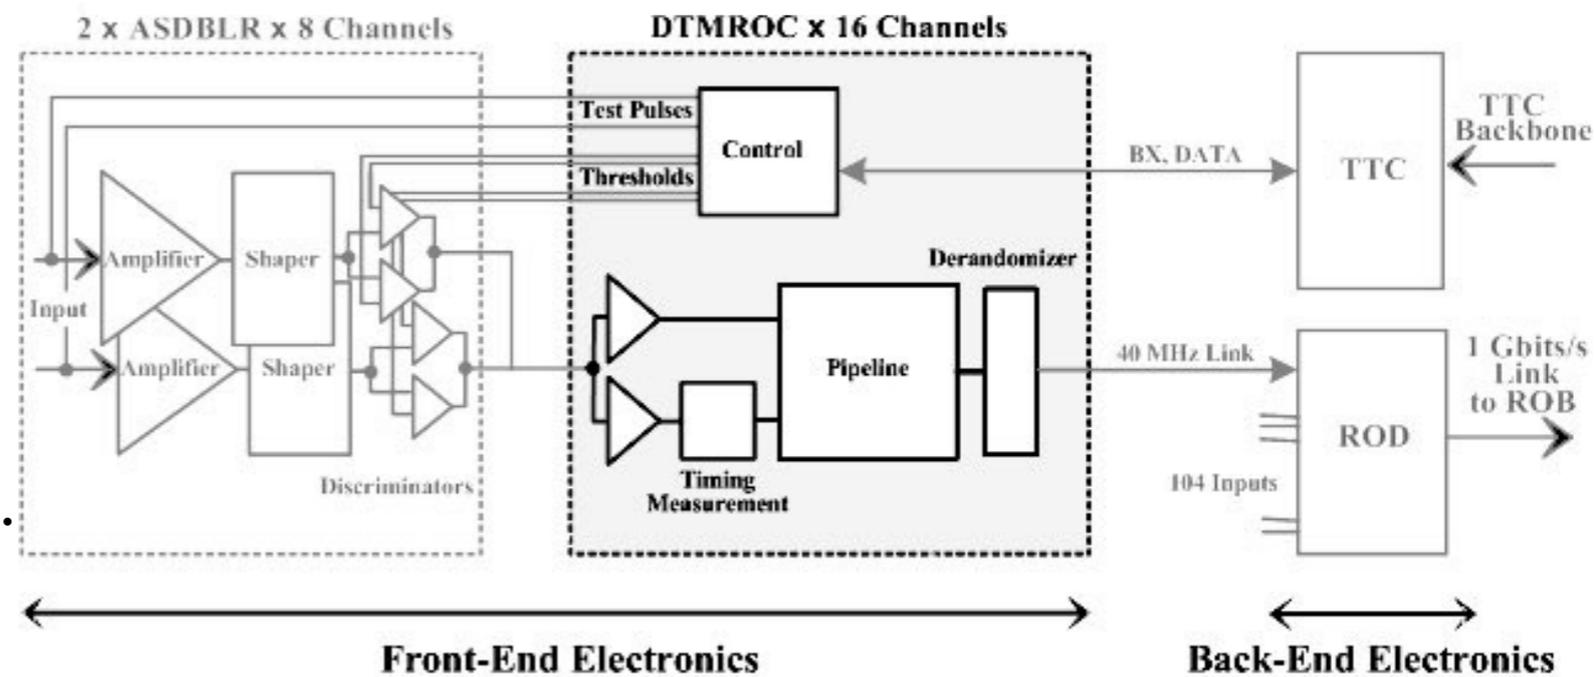 2 x ASDBLR x 8 Channels
DTMROC x 16 Channels
Test Pulses
Control
Thresholds
BX, DATA
TTC
TTC
Backbone
Amplifier
Shaper
Derandomizer
Input
Amplifier
Shaper
Pipeline
40 MHz Link
1 Gbits/s
Link
to ROB
ROD
Discriminators
Timing
Measurement
104 Inputs
Front-End Electronics
Back-End Electronics